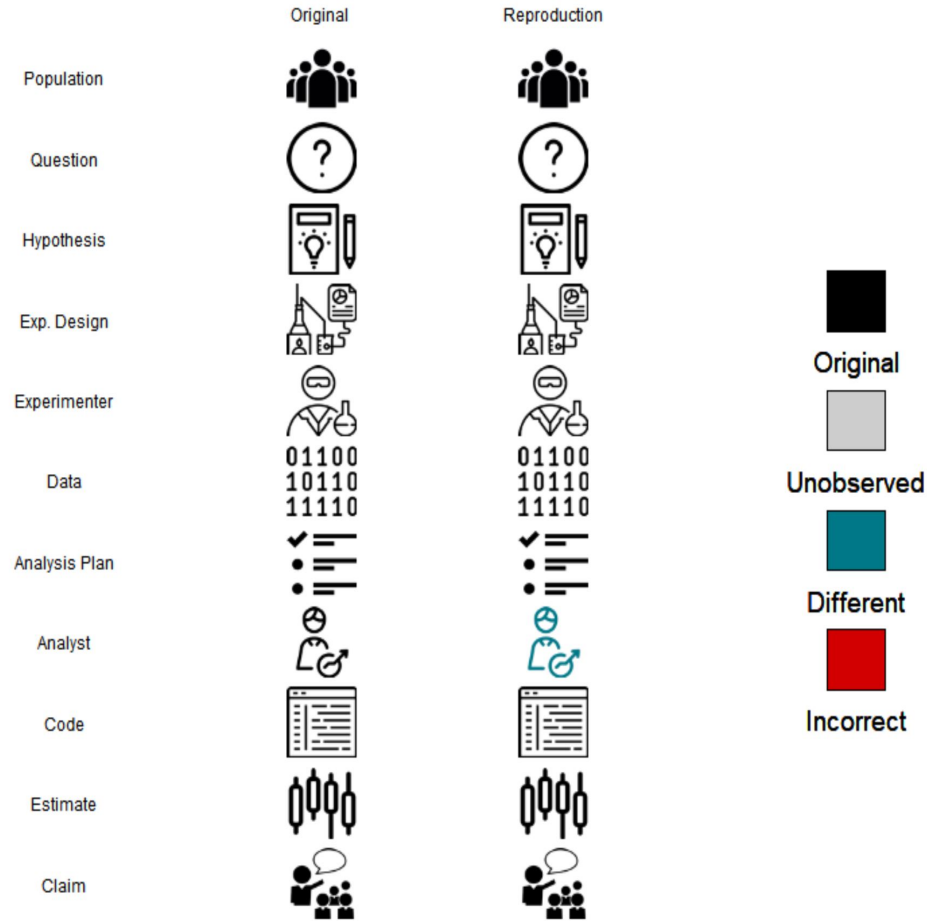 Original Reproduction
Population
Question
?
?
Hypothesis
Exp. Design
Experimenter
Data
01100 01100
10110 10110
11110 11110
Analysis Plan
Analyst
Code
Estimate
Claim
Original
Unobserved
Different
Incorrect